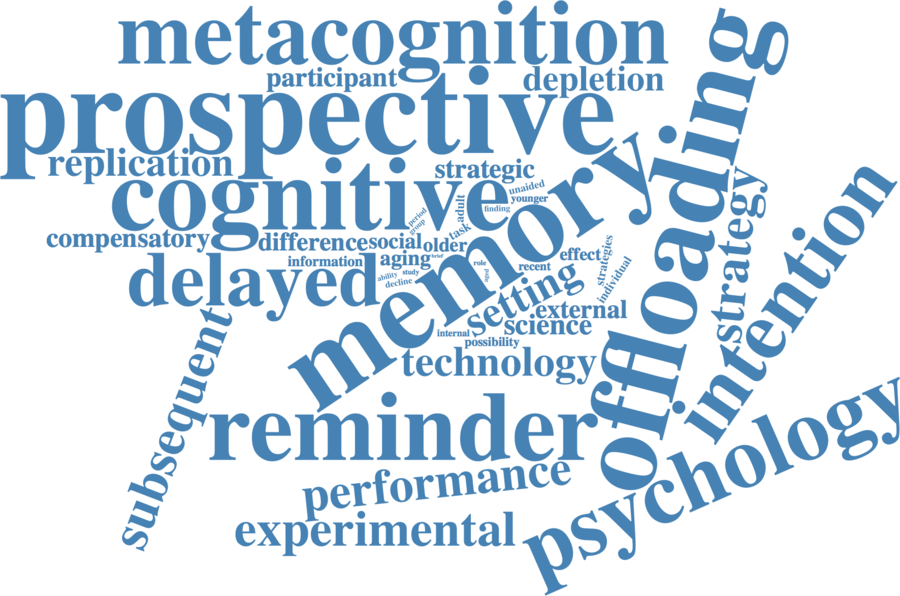 metacognition
participant
depletion
prospective
replication
strategic
cognitive
unaided
adult
younger
finding
period
group
memory
offloading
strategy
intention
compensatory
difference
social
older
task
aging
brief
information
ability
study
decline
delayed
role
aged
recent
effect
strategies
individual
setting
external
internal
science
possibility
technology
subsequent
reminder
performance
experimental
psychology